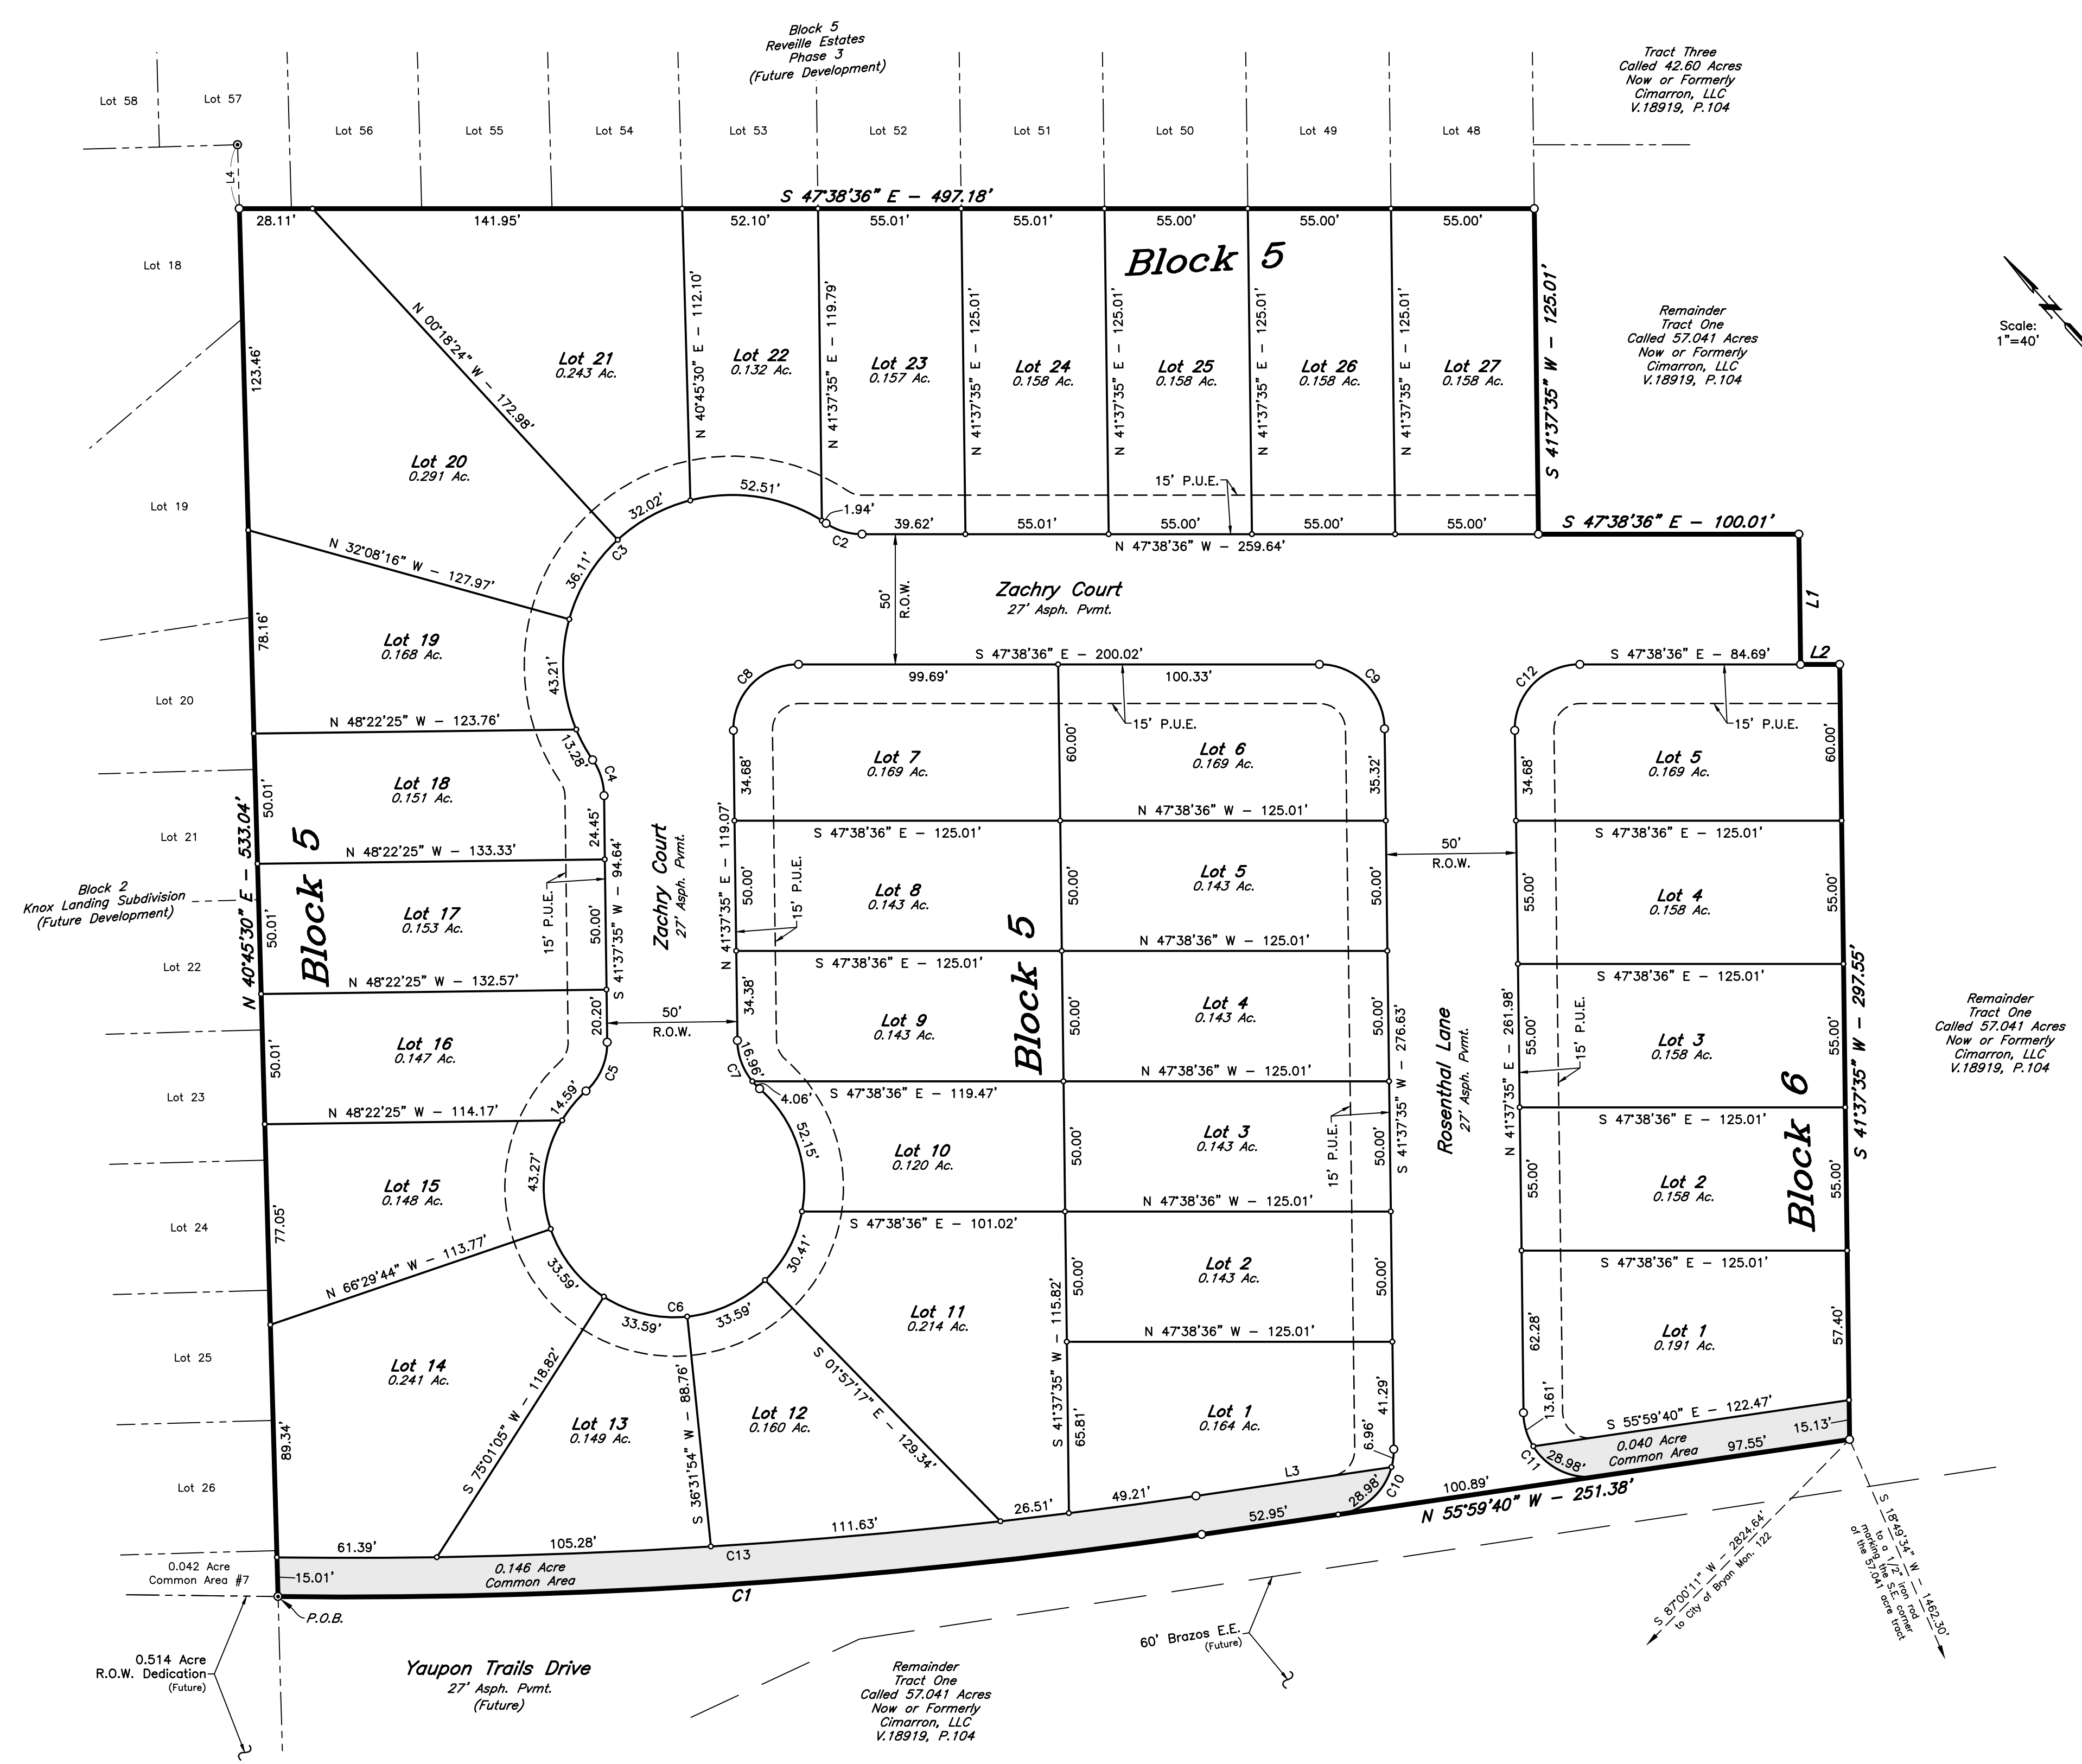 Block 5
Reveille Estates
Phase 3
(Future Development)
Tract Three
Called 42.60 Acres
Now or Formerly
Cimarron, LLC
V.18919, P.104
Lot 58
Lot 57
Lot 56
Lot 55
Lot 54
Lot 53
Lot 52
Lot 51
Lot 50
Lot 49
Lot 48
L4
S 47°38'36" E - 497.18'
28.11'
141.95'
52.10'
55.01'
55.01'
55.00'
55.00'
55.00'
Block 5
Lot 18
123.46'
N 00°18'24" W - 172.98'
Lot 21
0.243 Ac.
N 40°45'30" E - 112.10'
Lot 22
0.132 Ac.
N 41°37'35" E - 119.79'
Lot 23
0.157 Ac.
N 41°37'35" E - 125.01'
Lot 24
0.158 Ac.
N 41°37'35" E - 125.01'
Lot 25
0.158 Ac.
N 41°37'35" E - 125.01'
Lot 26
0.158 Ac.
N 41°37'35" E - 125.01'
Lot 27
0.158 Ac.
S 41°37'35" W - 125.01'
Remainder
Tract One
Called 57.041 Acres
Now or Formerly
Cimarron, LLC
V.18919, P.104
N
Scale:
1"=40'
Lot 20
0.291 Ac.
Lot 19
32.02'
52.51'
1.94'
C2
C3
36.11'
39.62'
55.01'
55.00'
55.00'
55.00'
15' P.U.E.
N 47°38'36" W - 259.64'
S 47°38'36" E - 100.01'
N 32°08'16" W - 127.97'
50'
R.O.W.
Zachry Court
27' Asph. Pvmt.
L1
L2
78.16'
Lot 19
0.168 Ac.
43.21'
Lot 20
N 48°22'25" W - 123.76'
13.28'
C4
S 47°38'36" E - 200.02'
99.69'
100.33'
C8
C9
15' P.U.E.
S 47°38'36" E - 84.69'
C12
15' P.U.E.
50.01'
Lot 18
0.151 Ac.
24.45'
34.68'
Lot 7
0.169 Ac.
60.00'
Lot 6
0.169 Ac.
35.32'
34.68'
Lot 5
0.169 Ac.
60.00'
Lot 21
N 48°22'25" W - 133.33'
S 47°38'36" E - 125.01'
N 47°38'36" W - 125.01'
S 47°38'36" E - 125.01'
50'
R.O.W.
N 40°45'30" E - 533.04'
Block 5
Block 2
Knox Landing Subdivision
(Future Development)
50.01'
Lot 17
0.153 Ac.
15' P.U.E.
50.00'
S 41°37'35" W - 94.64'
Zachry Court
27' Asph. Pvmt.
N 41°37'35" E - 119.07'
50.00'
15' P.U.E.
Lot 8
0.143 Ac.
50.00'
Lot 5
0.143 Ac.
50.00'
55.00'
Lot 4
0.158 Ac.
55.00'
Lot 22
N 48°22'25" W - 132.57'
S 47°38'36" E - 125.01'
N 47°38'36" W - 125.01'
S 47°38'36" E - 125.01'
S 41°37'35" W - 297.55'
50.01'
Lot 16
0.147 Ac.
20.20'
50'
R.O.W.
34.38'
Lot 9
0.143 Ac.
Block 5
50.00'
Lot 4
0.143 Ac.
50.00'
S 41°37'35" W - 276.63'
Rosenthal Lane
27' Asph. Pvmt.
N 41°37'35" E - 261.98'
55.00'
15' P.U.E.
Lot 3
0.158 Ac.
55.00'
Block 6
Remainder
Tract One
Called 57.041 Acres
Now or Formerly
Cimarron, LLC
V.18919, P.104
Lot 23
C5
14.59'
C7
16.96'
4.06'
N 48°22'25" W - 114.17'
S 47°38'36" E - 119.47'
N 47°38'36" W - 125.01'
S 47°38'36" E - 125.01'
77.05'
Lot 15
0.148 Ac.
43.27'
52.15'
Lot 10
0.120 Ac.
50.00'
Lot 3
0.143 Ac.
15' P.U.E.
50.00'
55.00'
Lot 2
0.158 Ac.
55.00'
Lot 24
N 66°29'44" W - 113.77'
S 47°38'36" E - 101.02'
N 47°38'36" W - 125.01'
S 47°38'36" E - 125.01'
33.59'
33.59'
C6
33.59'
30.41'
Lot 11
0.214 Ac.
50.00'
Lot 2
0.143 Ac.
50.00'
62.28'
Lot 1
0.191 Ac.
57.40'
Lot 25
Lot 14
0.241 Ac.
S 75°01'05" W - 118.82'
S 36°31'54" W - 88.76'
S 01°57'17" E - 129.34'
S 41°37'35" W - 115.82'
N 47°38'36" W - 125.01'
89.34'
Lot 13
0.149 Ac.
Lot 12
0.160 Ac.
65.81'
Lot 1
0.164 Ac.
41.29'
6.96'
13.61'
S 55°59'40" E - 122.47'
0.040 Acre
Common Area
15.13'
97.55'
28.98'
C11
Lot 26
L3
49.21'
26.51'
28.98'
C10
52.95'
100.89'
N 55°59'40" W - 251.38'
61.39'
105.28'
111.63'
C13
0.146 Acre
Common Area
15.01'
C1
0.042 Acre
Common Area #7
P.O.B.
0.514 Acre
R.O.W. Dedication
(Future)
Yaupon Trails Drive
27' Asph. Pvmt.
(Future)
Remainder
Tract One
Called 57.041 Acres
Now or Formerly
Cimarron, LLC
V.18919, P.104
60' Brazos E.E.
(Future)
S 87°00'11" W - 2824.64'
to City of Bryan Mon. 122
S 18°49'34" W - 1462.30'
to a 1/2" iron rod
marking the S.E. corner
of the 57.041 acre tract